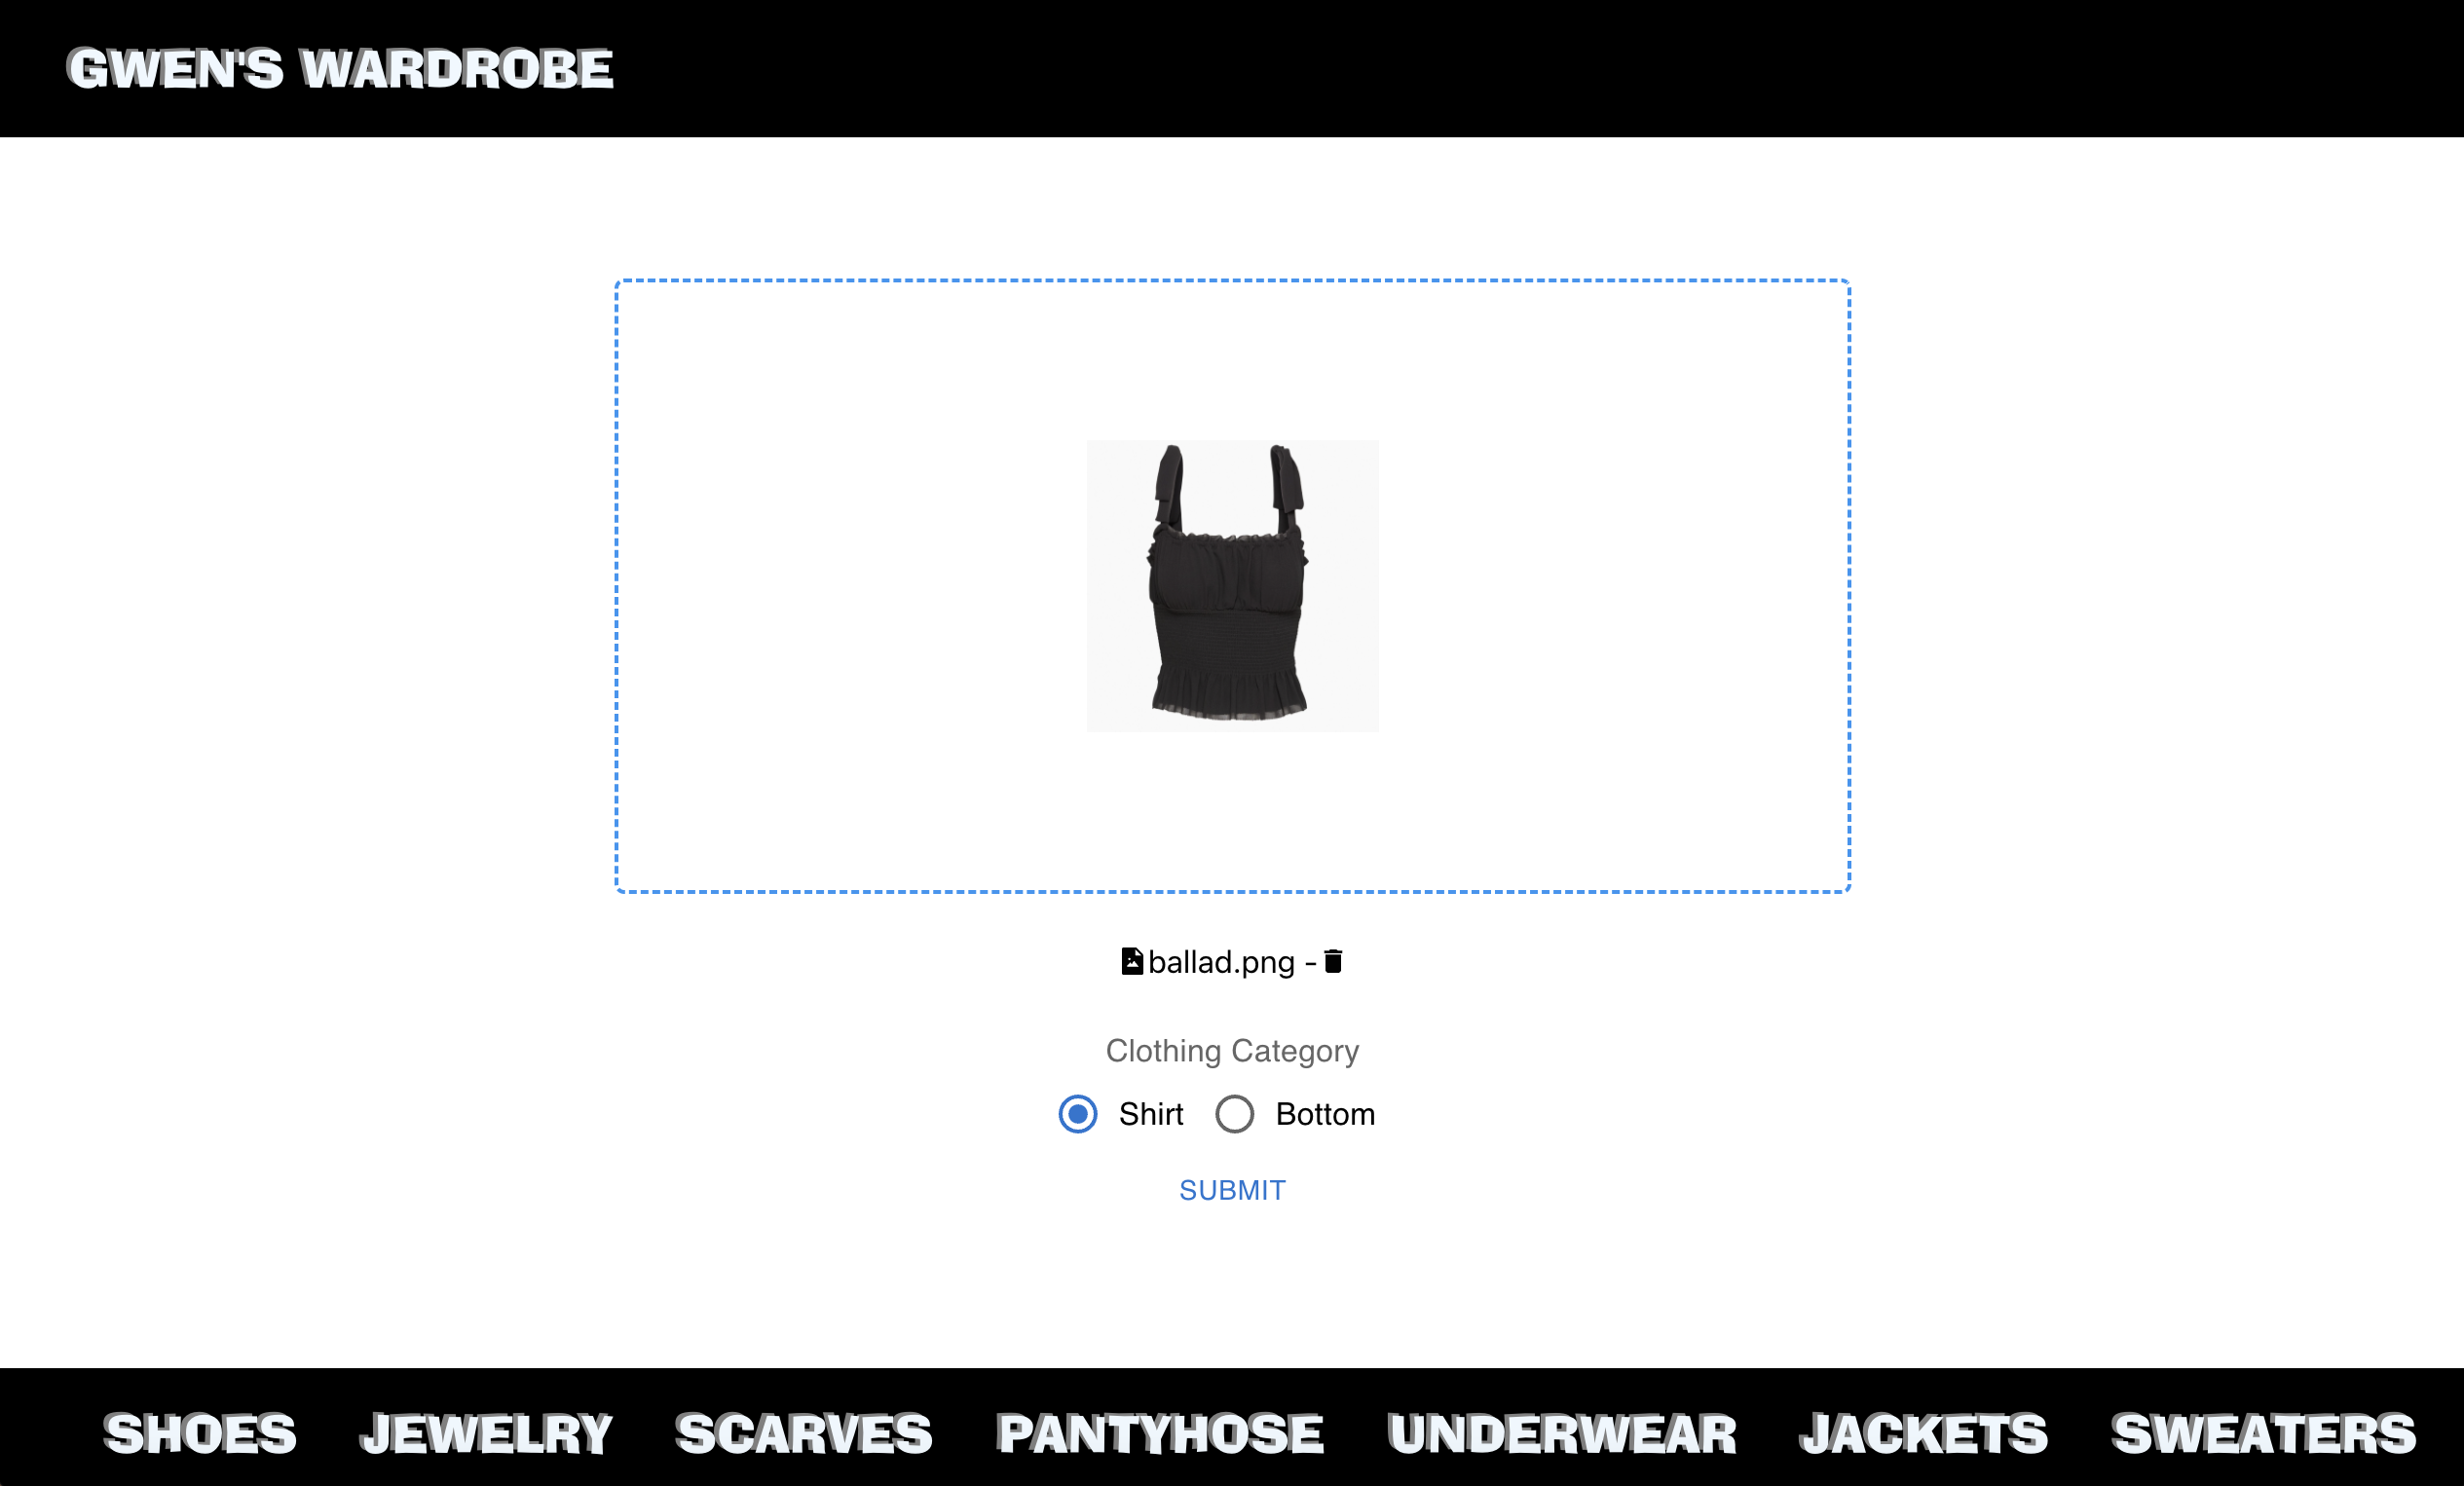 GWEN'S WARDROBE
ballad.png -
Clothing Category
Shirt Bottom
SUBMIT
SHOES JEWELRY SCARVES PANTYHOSE UNDERWEAR JACKETS SWEATERS